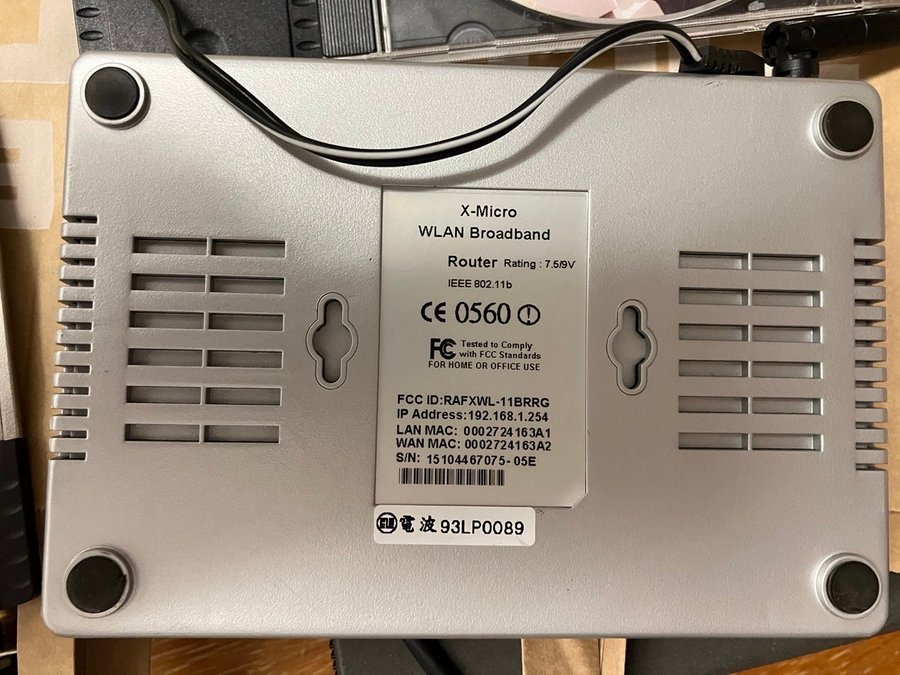 X-Micro
WLAN Broadband
Router Rating : 7.5/9V
IEEE 802.11b
CE 0560
FC Tested to Comply
with FCC Standards
FOR HOME OR OFFICE USE
FCC ID:RAFXWL-11BRRG
IP Address:192.168.1.254
LAN MAC: 0002724163A1
WAN MAC: 0002724163A2
S/N: 15104467075-05E
電波 93LP0089